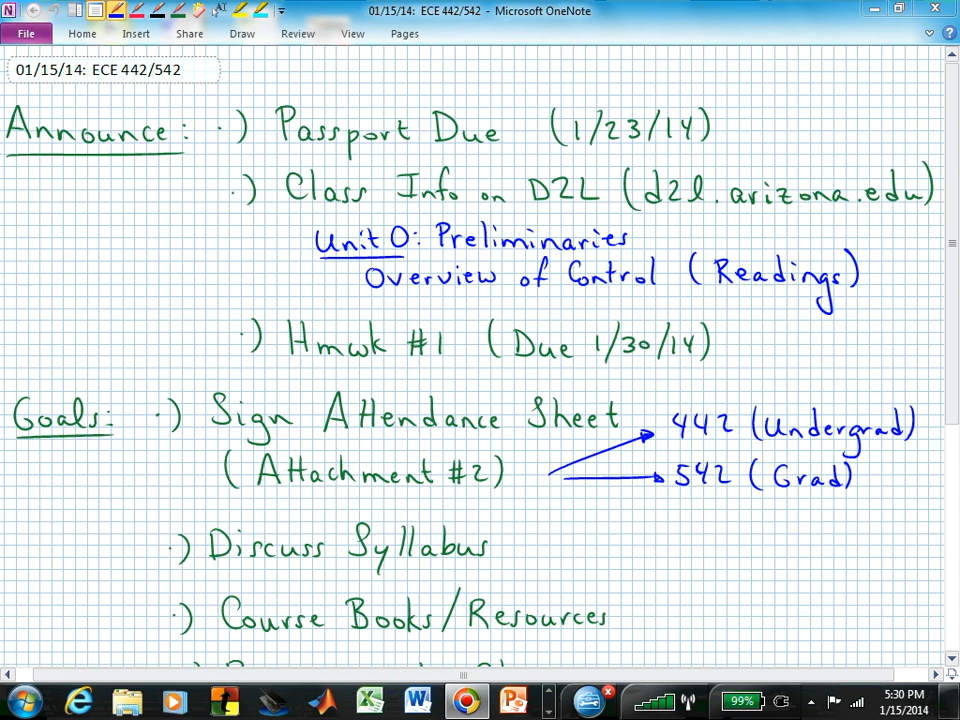 01/15/14: ECE 442/542 - Microsoft OneNote
File Home Insert Share Draw Review View Pages
01/15/14: ECE 442/542
Announce: ·) Passport Due (1/23/14)
·) Class Info on D2L (d2l.arizona.edu)
Unit 0: Preliminaries
Overview of Control (Readings)
·) Hmwk #1 (Due 1/30/14)
Goals: ·) Sign Attendance Sheet
442 (Undergrad)
(Attachment #2)
542 (Grad)
·) Discuss Syllabus
·) Course Books/Resources
99%
5:30 PM
1/15/2014